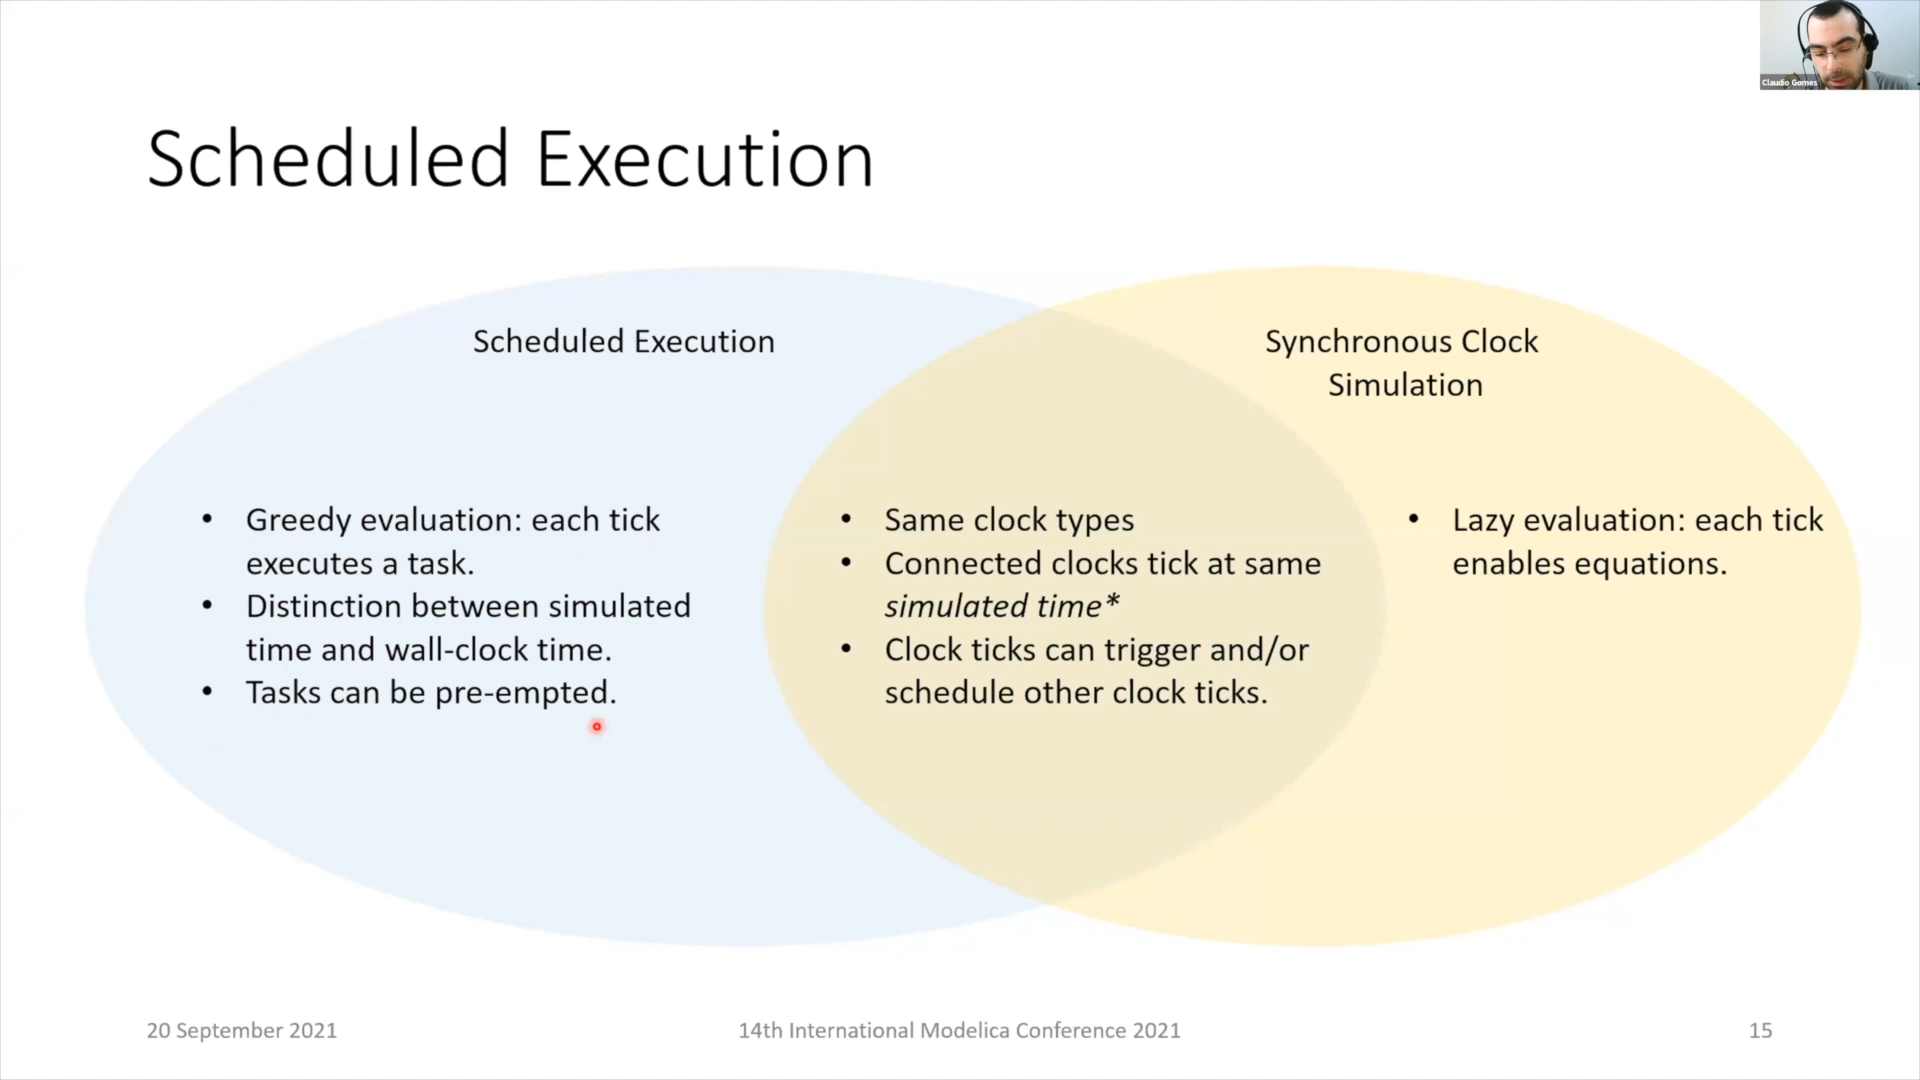 Claudio Gomes
Scheduled Execution
Scheduled Execution
• Greedy evaluation: each tick
executes a task.
• Distinction between simulated
time and wall-clock time.
• Tasks can be pre-empted.
• Same clock types
• Connected clocks tick at same
simulated time*
• Clock ticks can trigger and/or
schedule other clock ticks.
Synchronous Clock
Simulation
• Lazy evaluation: each tick
enables equations.
20 September 2021
14th International Modelica Conference 2021
15